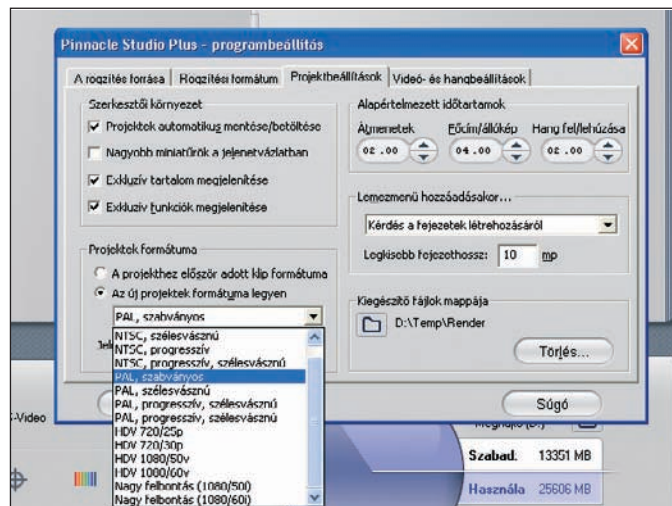 Pinnacle Studio Plus - programbeállítás
A rögzítés forrása
Rögzítési formátum
Projektbeállítások
Videó- és hangbeállítások
Szerkesztői környezet
Projektek automatikus mentése/betöltése
Nagyobb miniatűrök a jelenetvázlatban
Exkluzív tartalom megjelenítése
Exkluzív funkciók megjelenítése
Projektek formátuma
A projekthez először adott klip formátuma
Az új projektek formátuma legyen
PAL, szabványos
NTSC, szélesvásznú
NTSC, progresszív
NTSC, progresszív, szélesvásznú
PAL, szabványos
PAL, szélesvásznú
PAL, progresszív, szélesvásznú
PAL, progresszív, szélesvásznú
HDV 720/25p
HDV 720/30p
HDV 1080/50v
HDV 1080/60v
Nagy felbontás (1080/50i)
Nagy felbontás (1080/60i)
Alapértelmezett időtartamok
Átmenetek
Főcím/állókép
Hang fel/lehúzása
02.00
04.00
02.00
Lemezmenü hozzáadásakor...
Kérdés a fejezetek létrehozásáról
Legkisebb fejezethossz: 10 mp
Kiegészítő fájlok mappája
D:\Temp\Render
Törlés...
Súgó
-Video
Szabad: 13351 MB
Használa 25606 MB